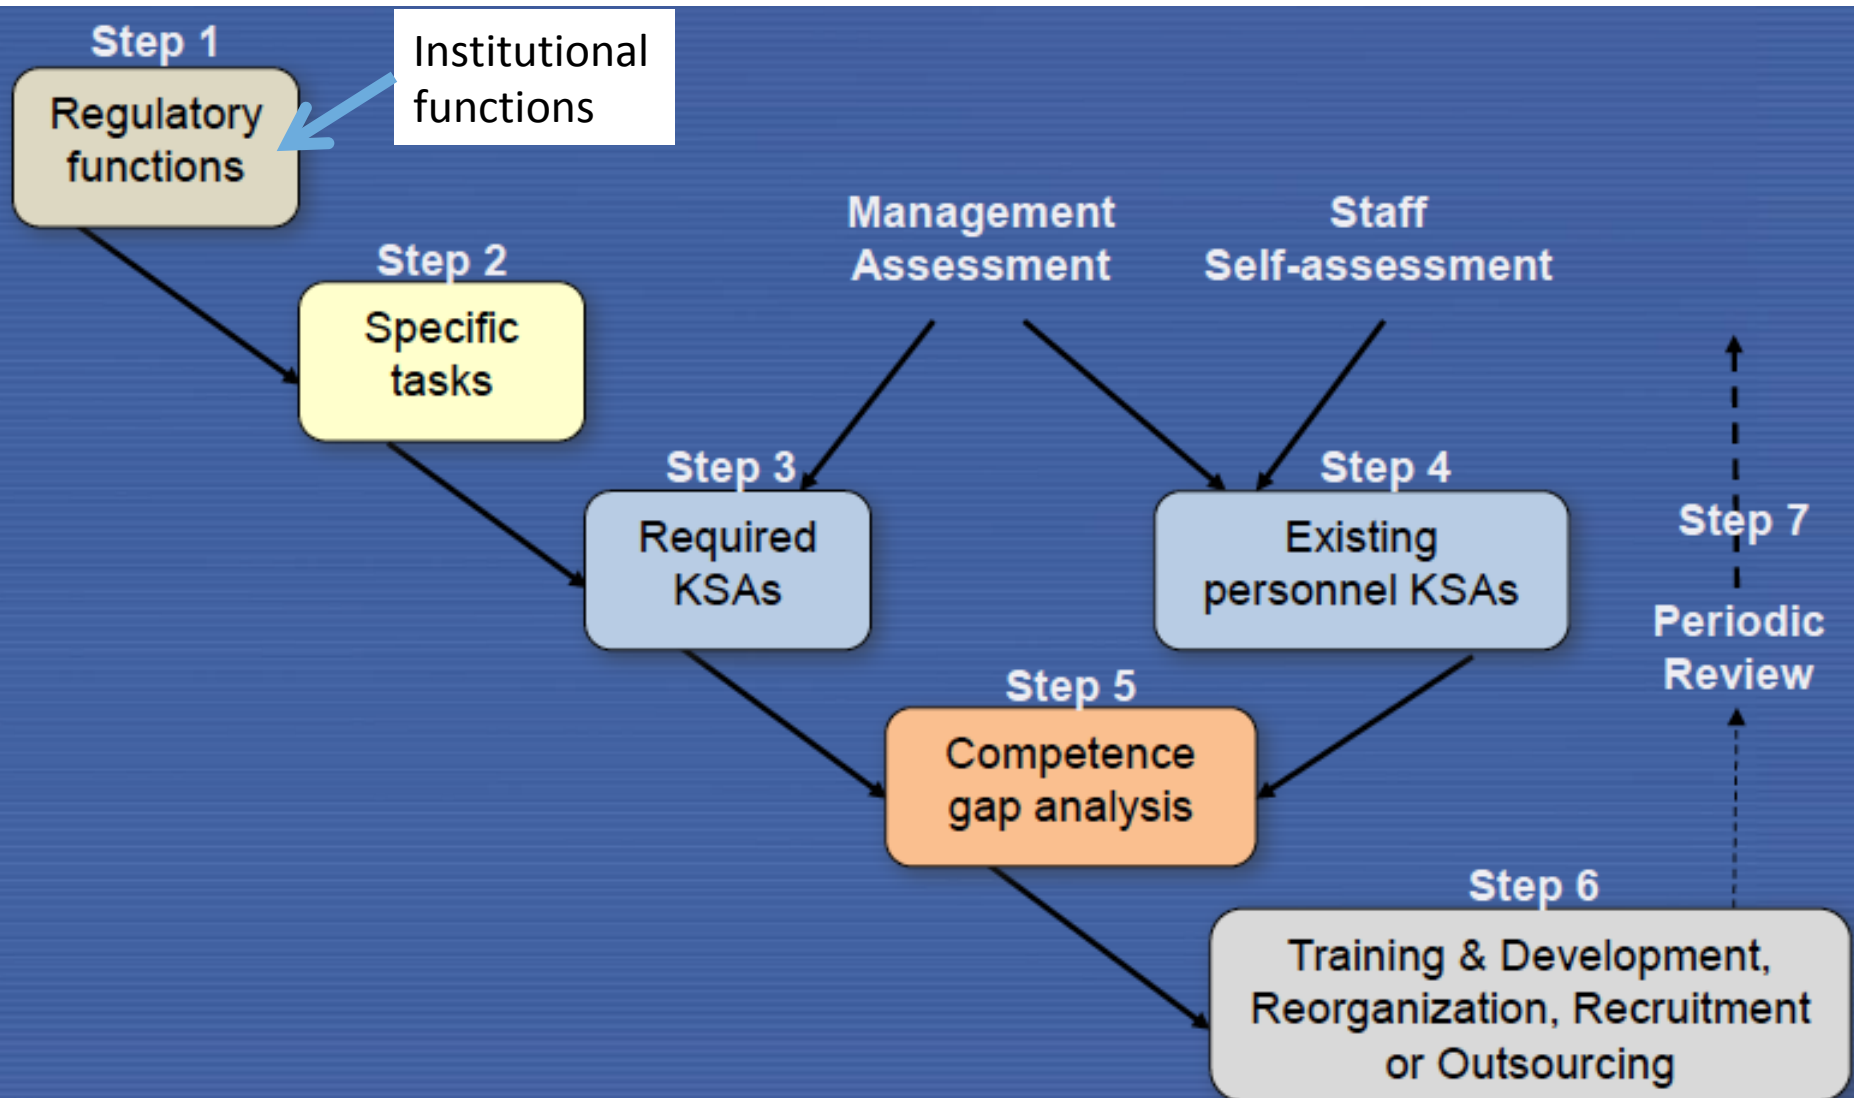 Step 1
Institutional
functions
Regulatory
functions
Management
Assessment
Staff
Self-assessment
Step 2
Specific
tasks
Step 3
Required
KSAs
Step 4
Existing
personnel KSAs
Step 7
Periodic
Review
Step 5
Competence
gap analysis
Step 6
Training & Development,
Reorganization, Recruitment
or Outsourcing